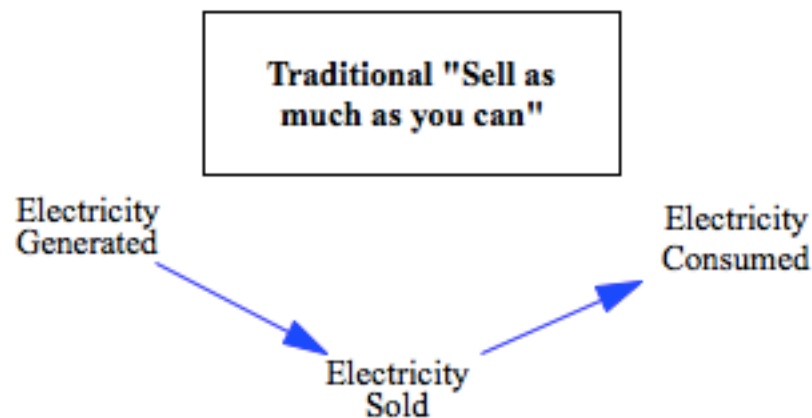 Traditional "Sell as
much as you can"
Electricity
Generated
Electricity
Consumed
Electricity
Sold